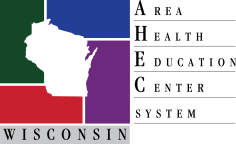 AREA
HEALTH
EDUCATION
CENTER
SYSTEM
WISCONSIN